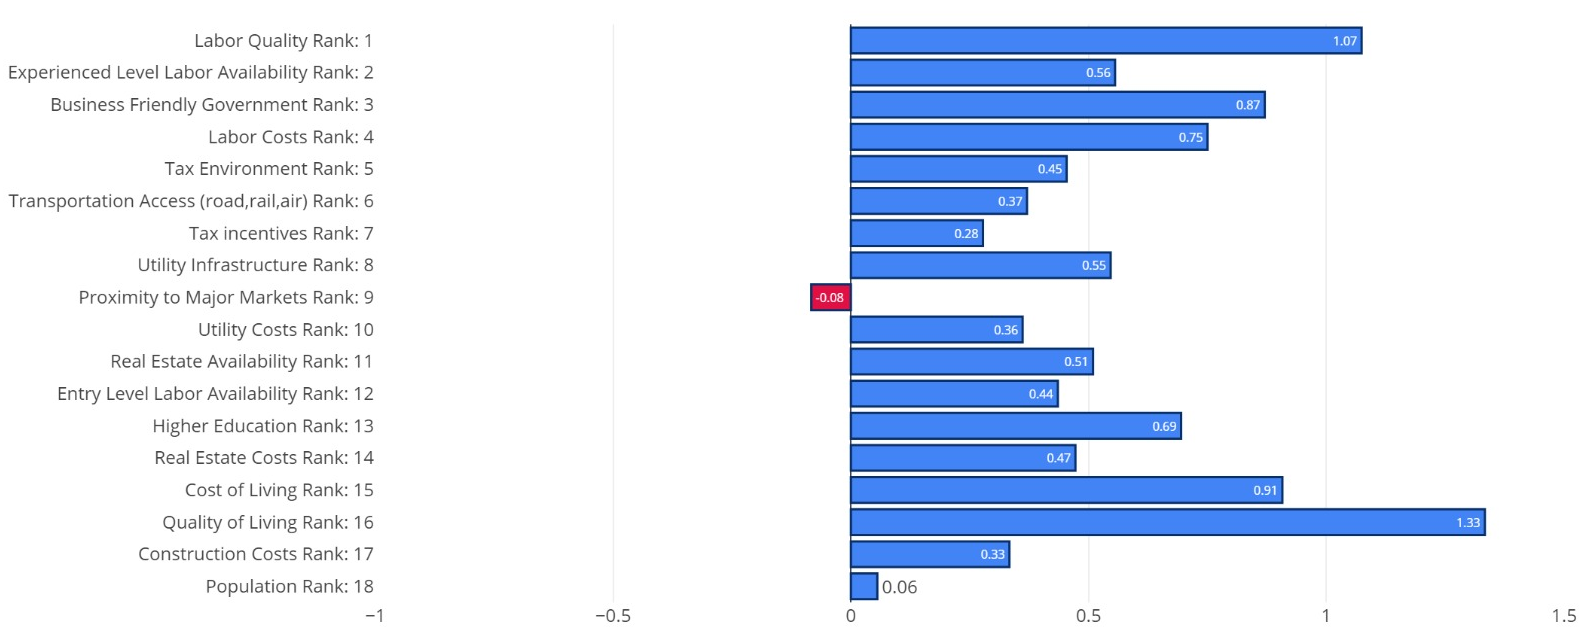 Labor Quality Rank: 1 1.07
Experienced Level Labor Availability Rank: 2 0.56
Business Friendly Government Rank: 3 0.87
Labor Costs Rank: 4 0.75
Tax Environment Rank: 5 0.45
Transportation Access (road,rail,air) Rank: 6 0.37
Tax incentives Rank: 7 0.28
Utility Infrastructure Rank: 8 0.55
Proximity to Major Markets Rank: 9 -0.08
Utility Costs Rank: 10 0.36
Real Estate Availability Rank: 11 0.51
Entry Level Labor Availability Rank: 12 0.44
Higher Education Rank: 13 0.69
Real Estate Costs Rank: 14 0.47
Cost of Living Rank: 15 0.91
Quality of Living Rank: 16 1.33
Construction Costs Rank: 17 0.33
Population Rank: 18 0.06
−1 −0.5 0 0.5 1 1.5